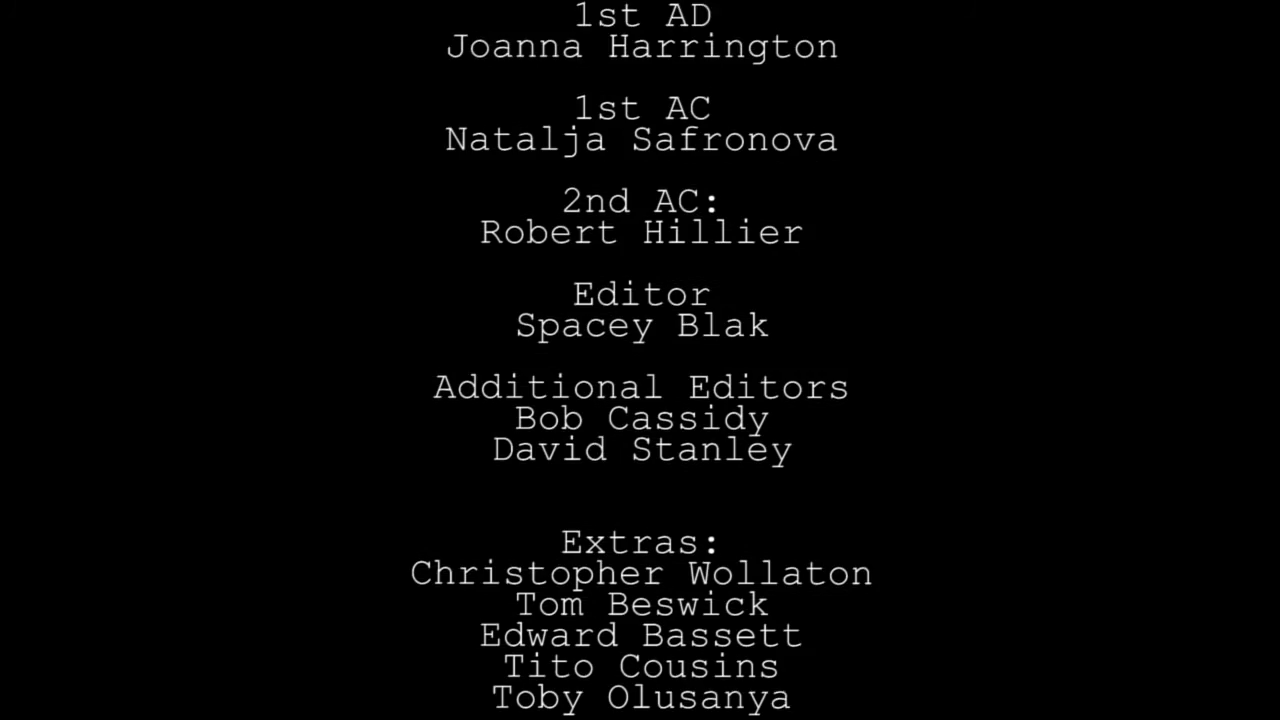 1st AD
Joanna Harrington
1st AC
Natalja Safronova
2nd AC:
Robert Hillier
Editor
Spacey Blak
Additional Editors
Bob Cassidy
David Stanley
Extras:
Christopher Wollaton
Tom Beswick
Edward Bassett
Tito Cousins
Toby Olusanya